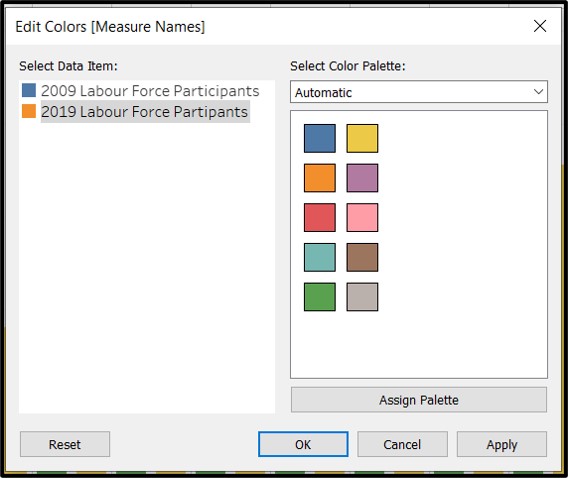 Edit Colors [Measure Names]
Select Data Item:
2009 Labour Force Participants
2019 Labour Force Partipants
Select Color Palette:
Automatic
Assign Palette
Reset
OK
Cancel
Apply